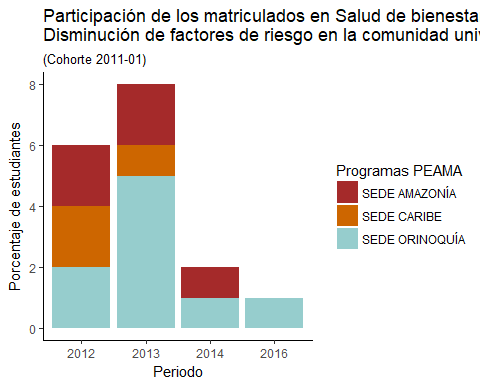 Participación de los matriculados en Salud de bienesta
Disminución de factores de riesgo en la comunidad univ
(Cohorte 2011-01)
Porcentaje de estudiantes
8
6
4
2
0
2012 2013 2014 2016
Periodo
Programas PEAMA
SEDE AMAZONÍA
SEDE CARIBE
SEDE ORINOQUÍA